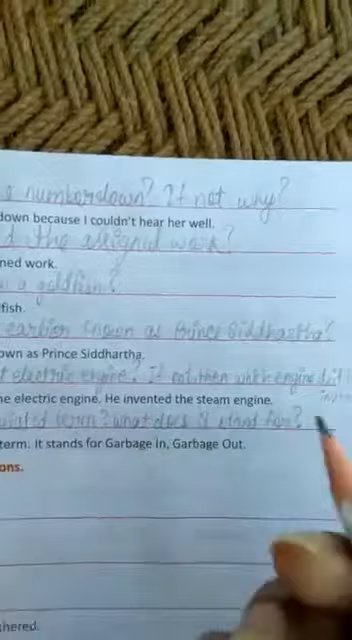 numberdown? If not why?
down because I couldn't hear her well.
the assigned work?
ned work.
a goldfish?
fish.
earlier known as Prince Siddhartha?
own as Prince Siddhartha.
electric engine? If not then which engine did
he electric engine. He invented the steam engine.
term? what does it stand for?
term. It stands for Garbage In, Garbage Out.
ons.
thered.